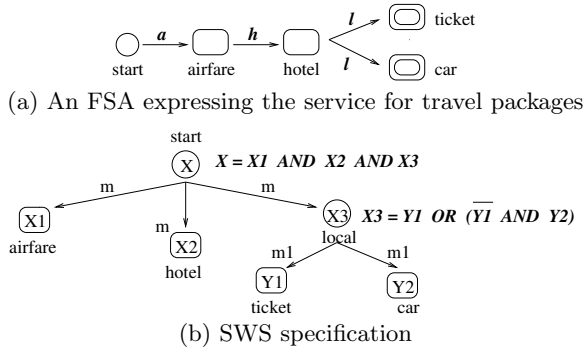 a h l ticket
start airfare hotel l car
(a) An FSA expressing the service for travel packages
start
X X = X1 AND X2 AND X3
m m
X1 m X3 X3 = Y1 OR (Y̅1̅ AND Y2)
airfare X2 local
hotel m1 m1
Y1 Y2
ticket car
(b) SWS specification